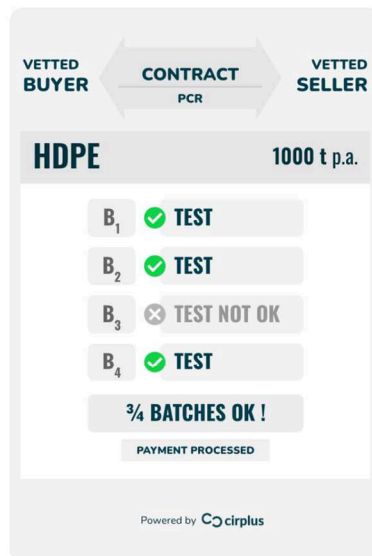 VETTED
BUYER
CONTRACT
PCR
VETTED
SELLER
HDPE 1000 t p.a.
B₁ TEST
B₂ TEST
B₃ TEST NOT OK
B₄ TEST
¾ BATCHES OK !
PAYMENT PROCESSED
Powered by cirplus